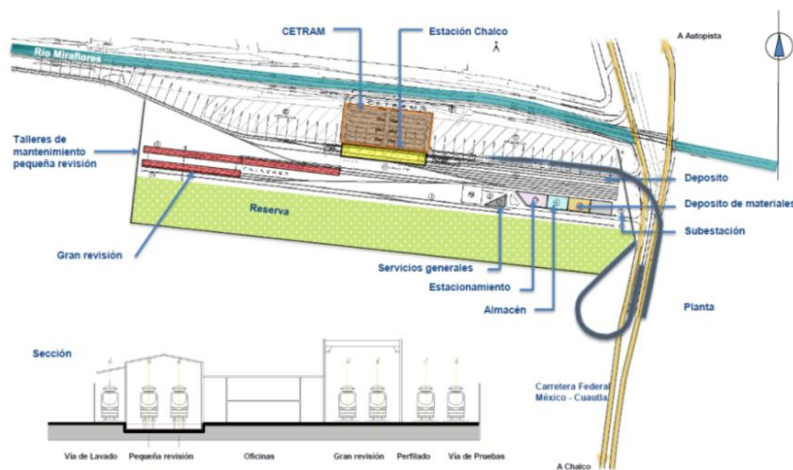 CETRAM
Estación Chalco
A Autopista
Río Miraflores
Talleres de
mantenimiento
pequeña revisión
Deposito
Deposito de materiales
Reserva
Subestación
Gran revisión
Servicios generales
Estacionamiento
Almacén
Planta
Sección
Carretera Federal
México - Cuautla.
Vía de Lavado
Pequeña revisión
Oficinas
Gran revisión
Perfilado
Vía de Pruebas
A Chalco